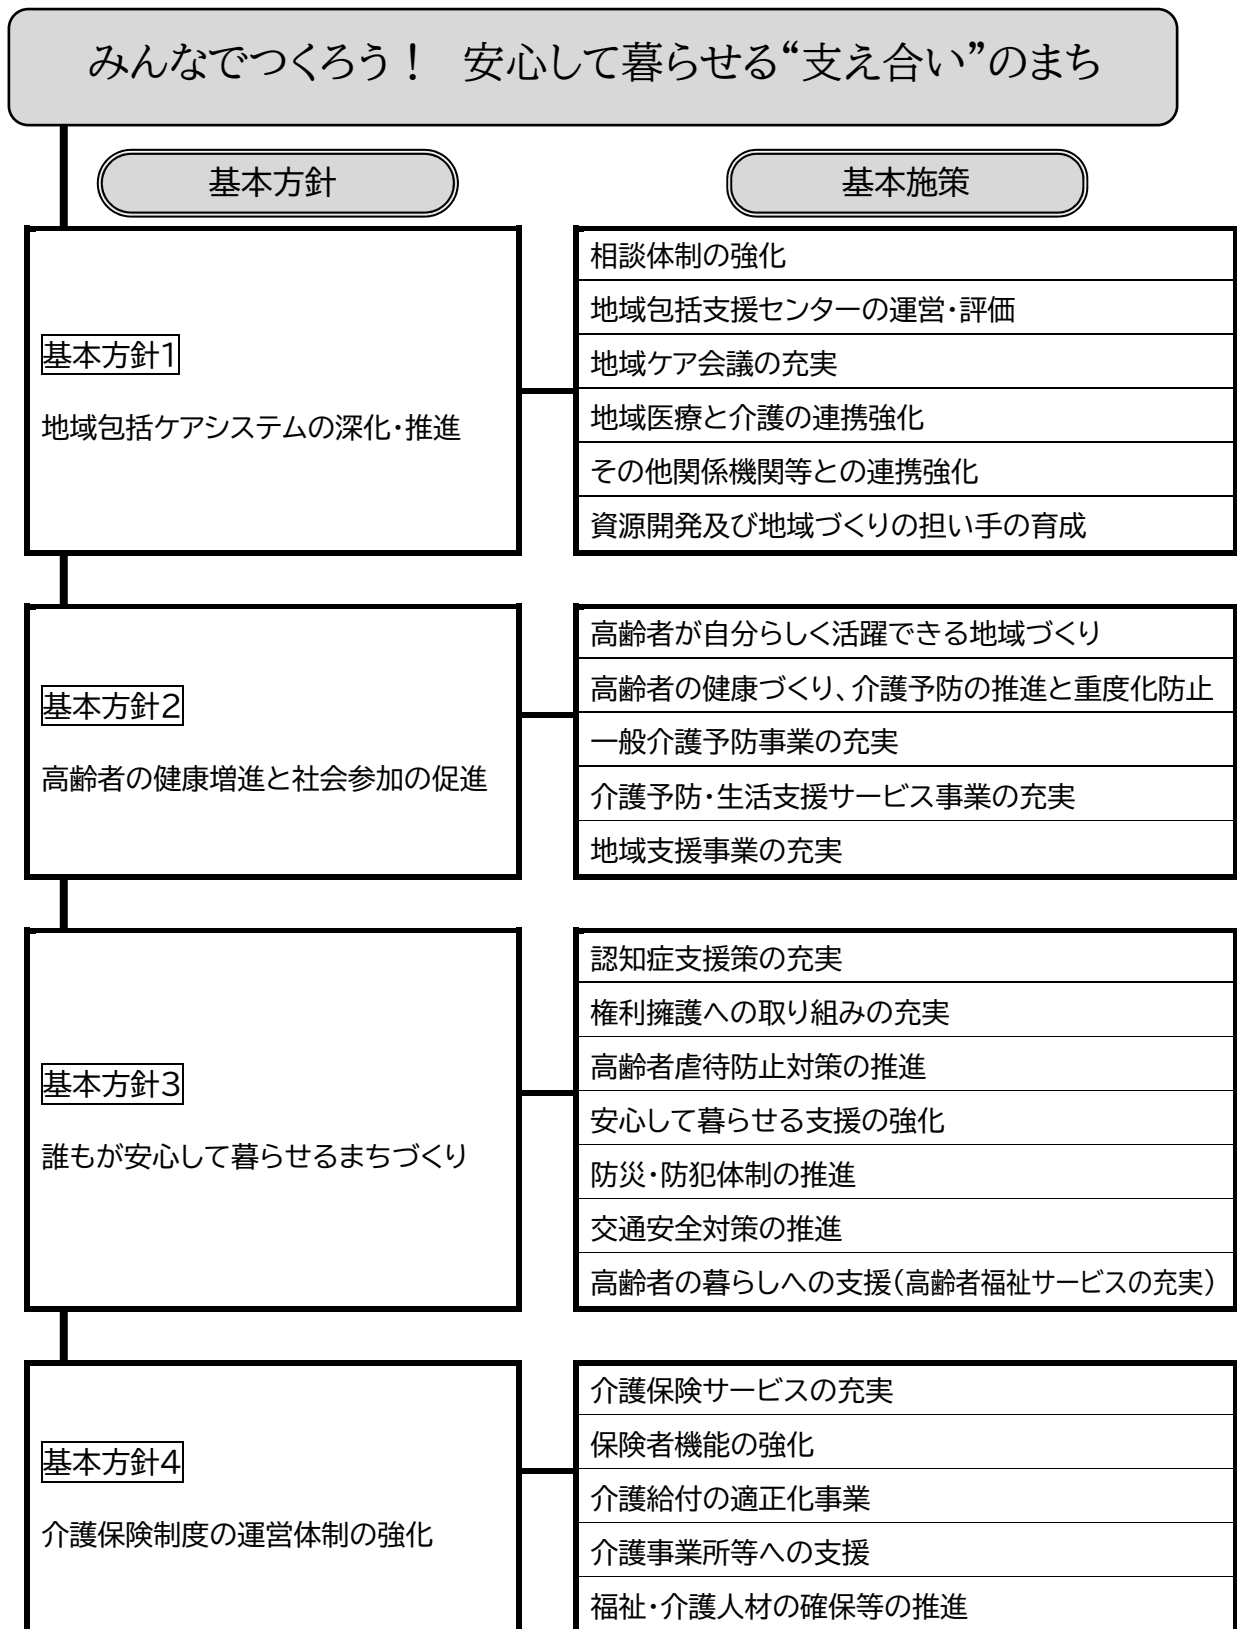 みんなでつくろう！　安心して暮らせる“支え合い”のまち
基本方針
基本施策
基本方針1
地域包括ケアシステムの深化・推進
相談体制の強化
地域包括支援センターの運営・評価
地域ケア会議の充実
地域医療と介護の連携強化
その他関係機関等との連携強化
資源開発及び地域づくりの担い手の育成
基本方針2
高齢者の健康増進と社会参加の促進
高齢者が自分らしく活躍できる地域づくり
高齢者の健康づくり、介護予防の推進と重度化防止
一般介護予防事業の充実
介護予防・生活支援サービス事業の充実
地域支援事業の充実
基本方針3
誰もが安心して暮らせるまちづくり
認知症支援策の充実
権利擁護への取り組みの充実
高齢者虐待防止対策の推進
安心して暮らせる支援の強化
防災・防犯体制の推進
交通安全対策の推進
高齢者の暮らしへの支援（高齢者福祉サービスの充実）
基本方針4
介護保険制度の運営体制の強化
介護保険サービスの充実
保険者機能の強化
介護給付の適正化事業
介護事業所等への支援
福祉・介護人材の確保等の推進